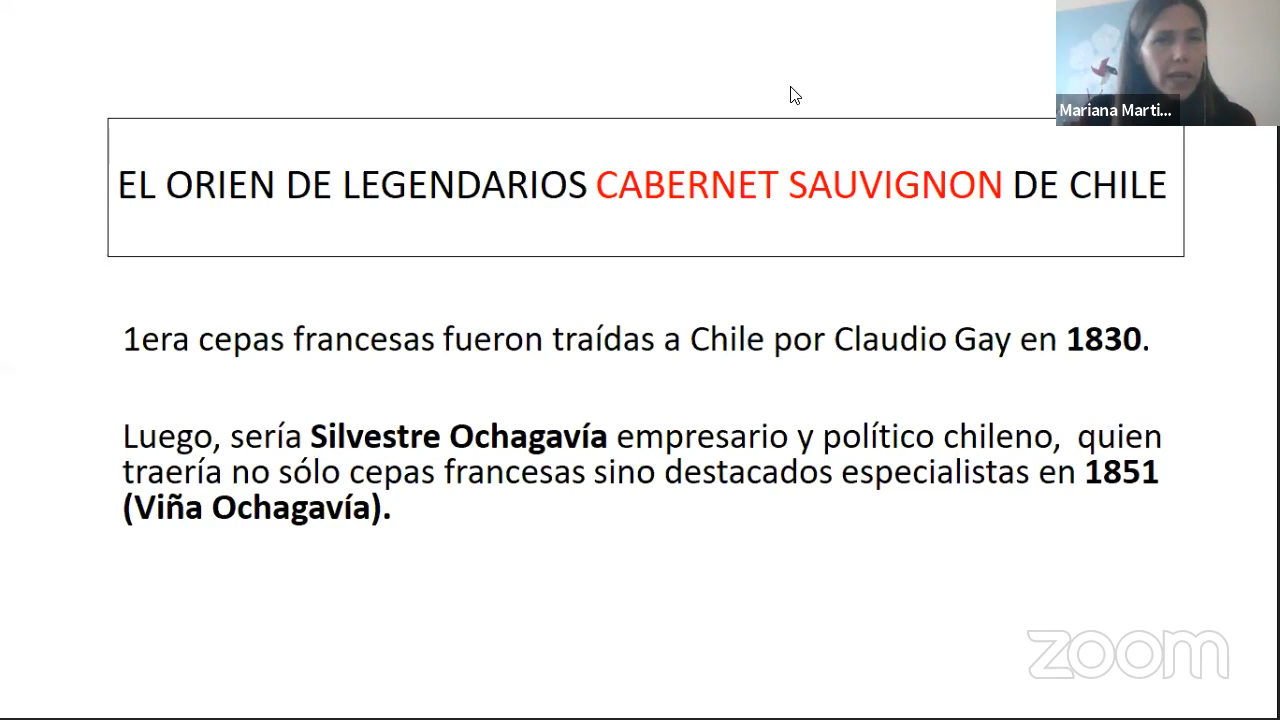 Mariana Marti...
EL ORIEN DE LEGENDARIOS CABERNET SAUVIGNON DE CHILE
1era cepas francesas fueron traídas a Chile por Claudio Gay en 1830.
Luego, sería Silvestre Ochagavía empresario y político chileno, quien
traería no sólo cepas francesas sino destacados especialistas en 1851
(Viña Ochagavía).
zoom